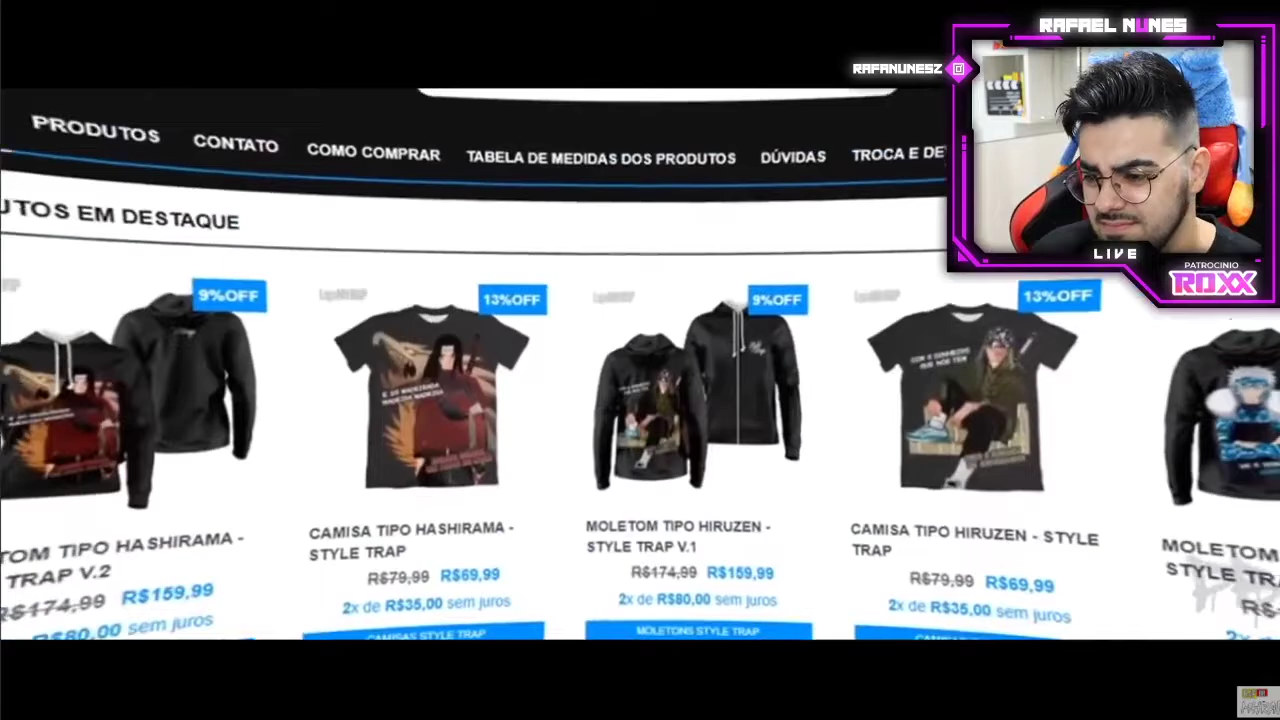 RAFAEL NUNES
RAFANUNESZ
PRODUTOS
CONTATO
COMO COMPRAR
TABELA DE MEDIDAS DOS PRODUTOS
DÚVIDAS
TROCA E DE
UTOS EM DESTAQUE
LIVE
PATROCINIO
ROXX
9%OFF
13%OFF
9%OFF
13%OFF
TOM TIPO HASHIRAMA -
TRAP V.2
R$174,99 R$159,99
R$80,00 sem juros
CAMISA TIPO HASHIRAMA -
STYLE TRAP
R$79,99 R$69,99
2x de R$35,00 sem juros
CAMISAS STYLE TRAP
MOLETOM TIPO HIRUZEN -
STYLE TRAP V.1
R$174,99 R$159,99
2x de R$80,00 sem juros
MOLETONS STYLE TRAP
CAMISA TIPO HIRUZEN - STYLE
TRAP
R$79,99 R$69,99
2x de R$35,00 sem juros
MOLETOM
STYLE TR
R$
2x